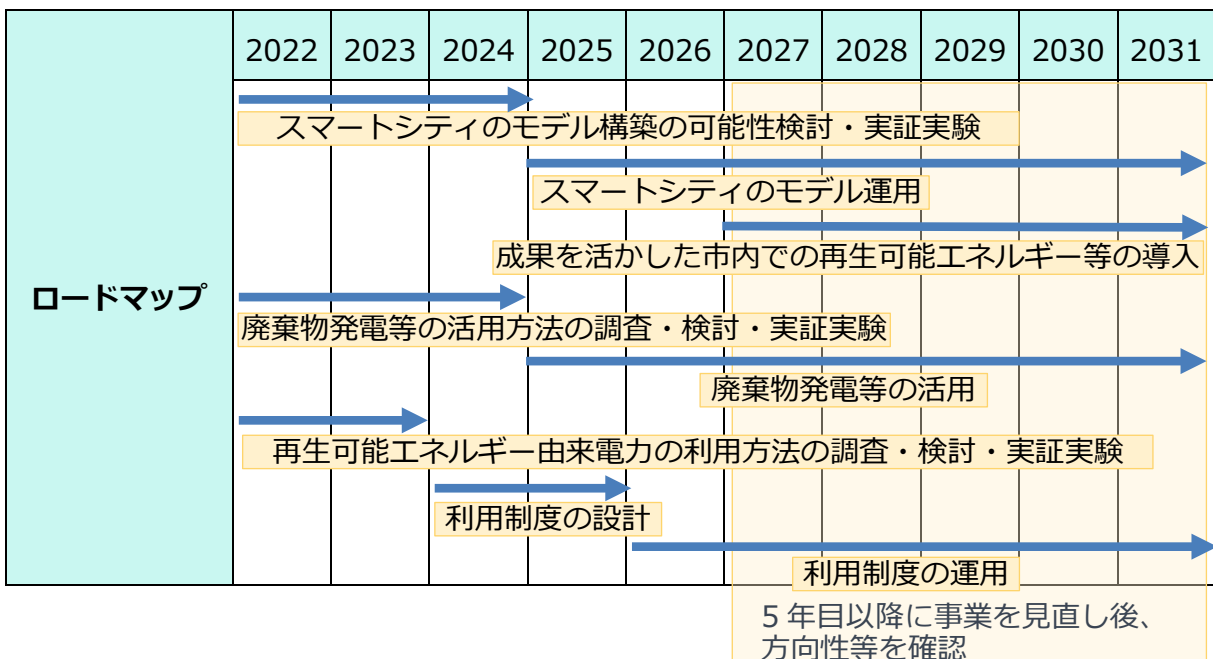 2022 2023 2024 2025 2026 2027 2028 2029 2030 2031
スマートシティのモデル構築の可能性検討・実証実験
スマートシティのモデル運用
成果を活かした市内での再生可能エネルギー等の導入
ロードマップ
廃棄物発電等の活用方法の調査・検討・実証実験
廃棄物発電等の活用
再生可能エネルギー由来電力の利用方法の調査・検討・実証実験
利用制度の設計
利用制度の運用
5年目以降に事業を見直し後、
方向性等を確認